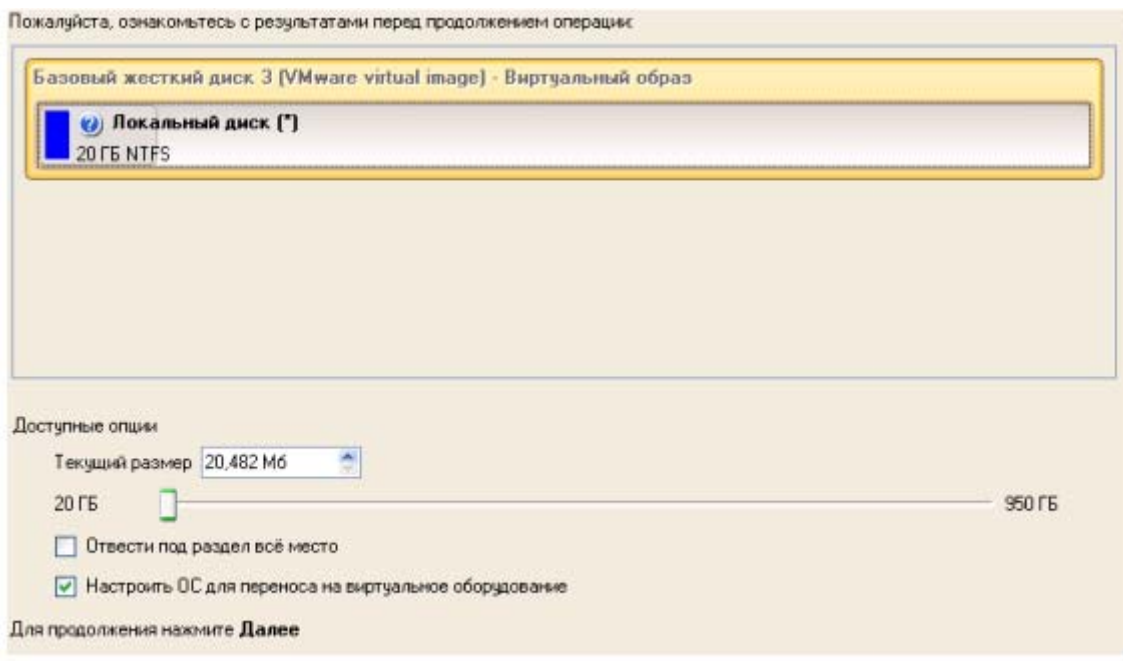 Пожалуйста, ознакомьтесь с результатами перед продолжением операции:
Базовый жесткий диск 3 (VMware virtual image) - Виртуальный образ
Локальный диск (*)
20 ГБ NTFS
Доступные опции
Текущий размер 20,482 Мб
20 ГБ 950 ГБ
Отвести под раздел всё место
Настроить ОС для переноса на виртуальное оборудование
Для продолжения нажмите Далее